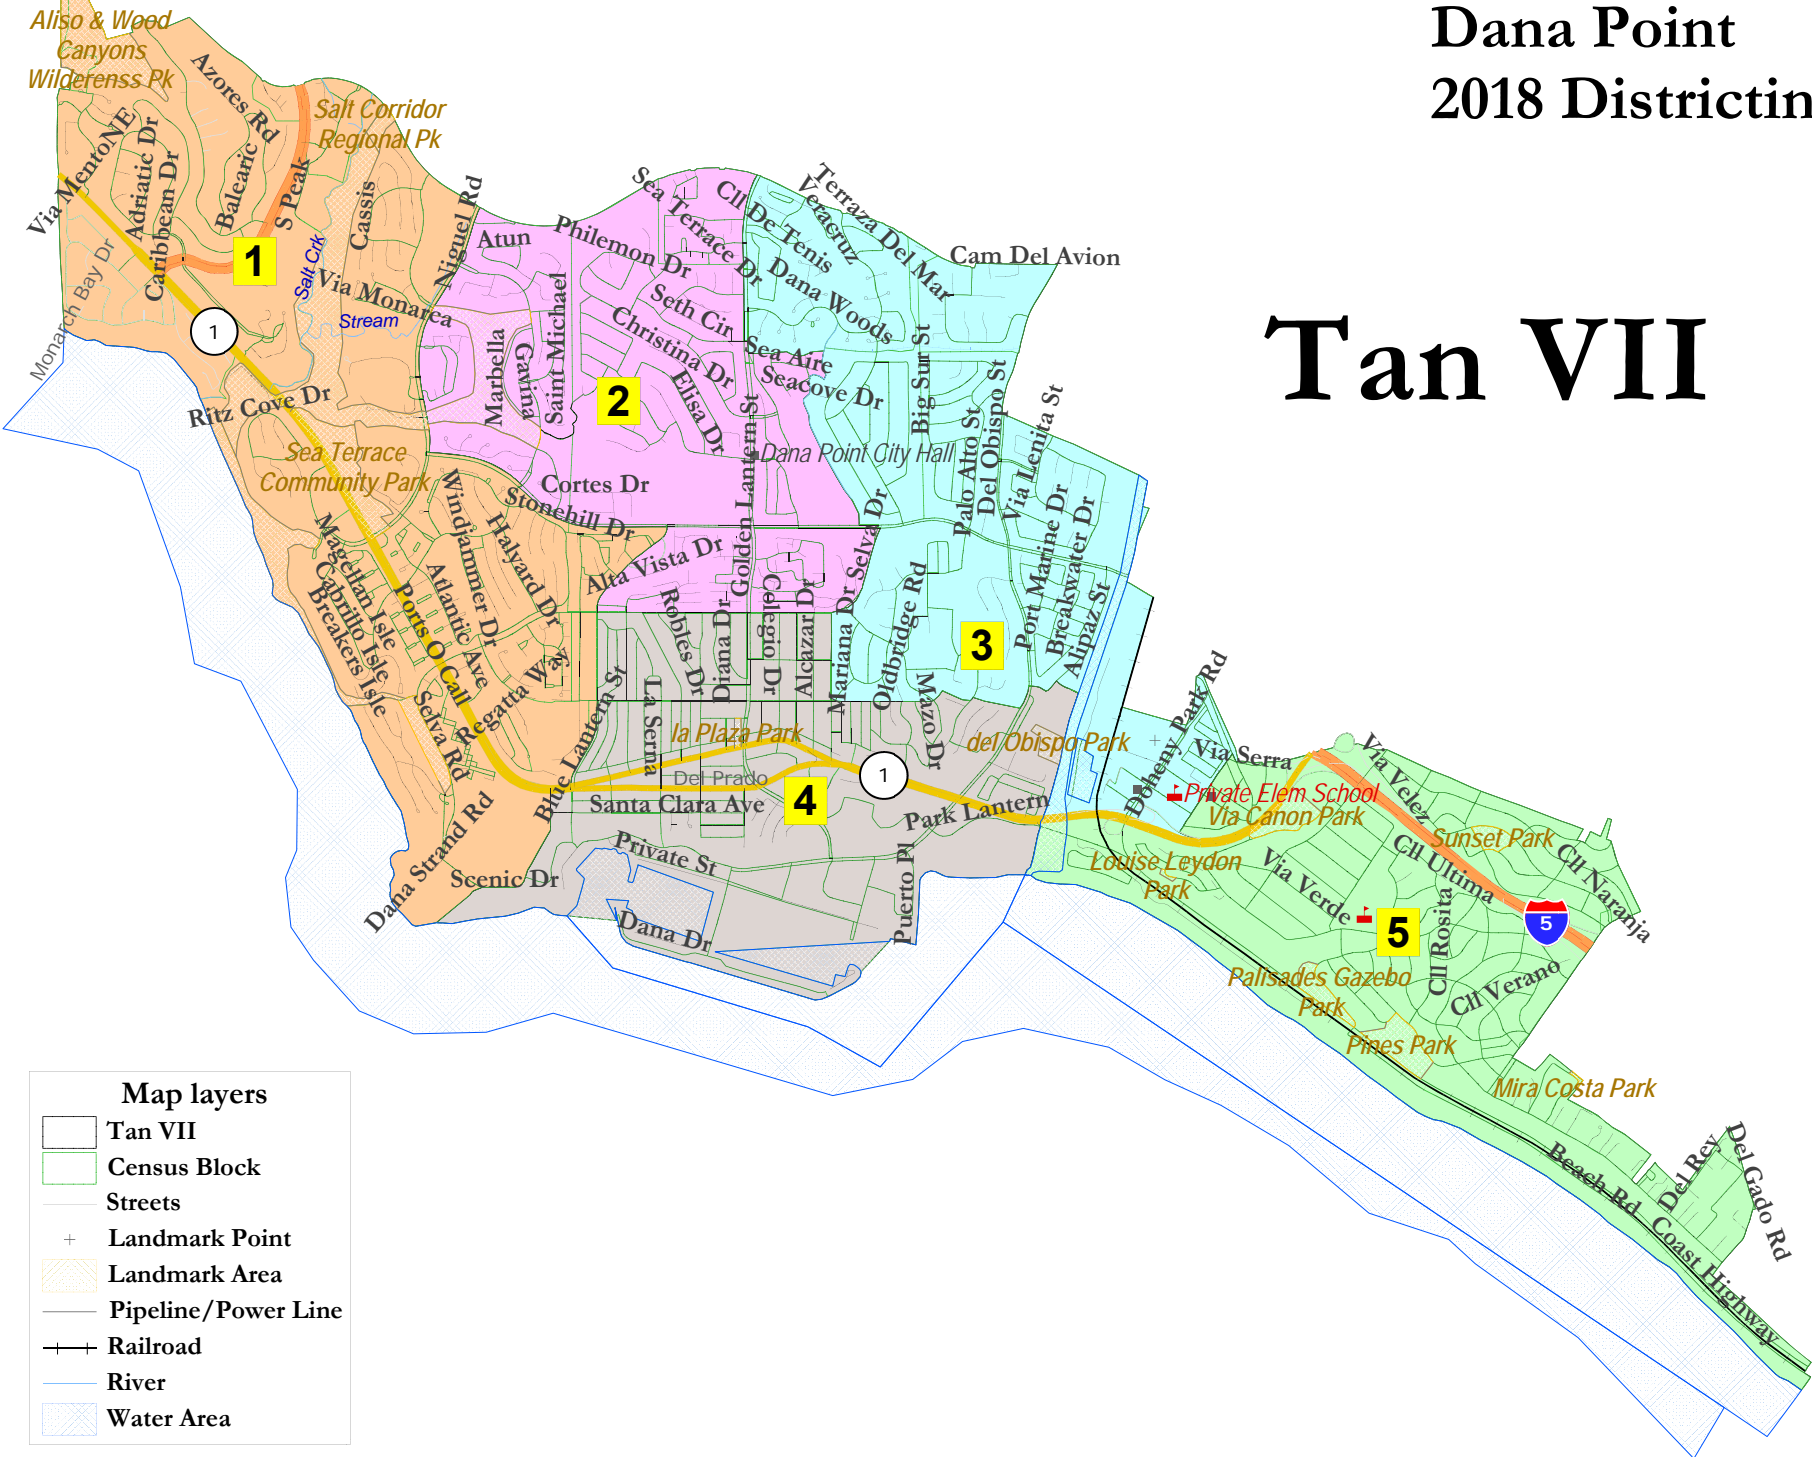 Dana Point
2018 Districtin
Tan VII
Aliso & Wood
Canyons
Wilderenss Pk
Azores Rd
Salt Corridor
Regional Pk
Via MentoNE
Adriatic Dr
Caribbean Dr
Balearic
S Peak
Cassis
Niguel Rd
Monarch Bay Dr
1
Salt Crk
Via Monarea
Stream
1
Ritz Cove Dr
Sea Terrace
Community Park
Atun
Philemon Dr
Sea Terrace Dr
Cll De Tenis
Veracruz
Terraza Del Mar
Cam Del Avion
Dana Woods
Seth Cir
Christina Dr
Sea Aire
Seacove Dr
Marbella
Gavina
Saint Michael
2
Elisa Dr
Golden Lantern St
Dana Point City Hall
Big Sur St
Palo Alto St
Del Obispo St
Via Lenita St
Cortes Dr
Stonehill Dr
Windjammer Dr
Halyard Dr
Alta Vista Dr
Selva Dr
Port Marine Dr
Breakwater Dr
Alipaz St
Magellan Isle
Cabrillo Isle
Breakers Isle
Ports O Call
Atlantic Ave
Regatta Way
Selva Rd
Robles Dr
Diana Dr
Colegio Dr
Alcazar Dr
Mariana Dr
Oldbridge Rd
3
Mazo Dr
Blue Lantern St
La Serna
la Plaza Park
Del Prado
4
1
Santa Clara Ave
Park Lantern
del Obispo Park
Doheny Park Rd
Via Serra
Private Elem School
Via Canon Park
Louise Leydon
Park
Via Velez
Sunset Park
Cll Ultima
Cll Naranja
Via Verde
5
Cll Rosita
5
Cll Verano
Palisades Gazebo
Park
Pines Park
Mira Costa Park
Private St
Puerto Pl
Dana Dr
Scenic Dr
Dana Strand Rd
Beach Rd
Del Rey
Del Gado Rd
Coast Highway
Map layers
Tan VII
Census Block
Streets
Landmark Point
Landmark Area
Pipeline/Power Line
Railroad
River
Water Area